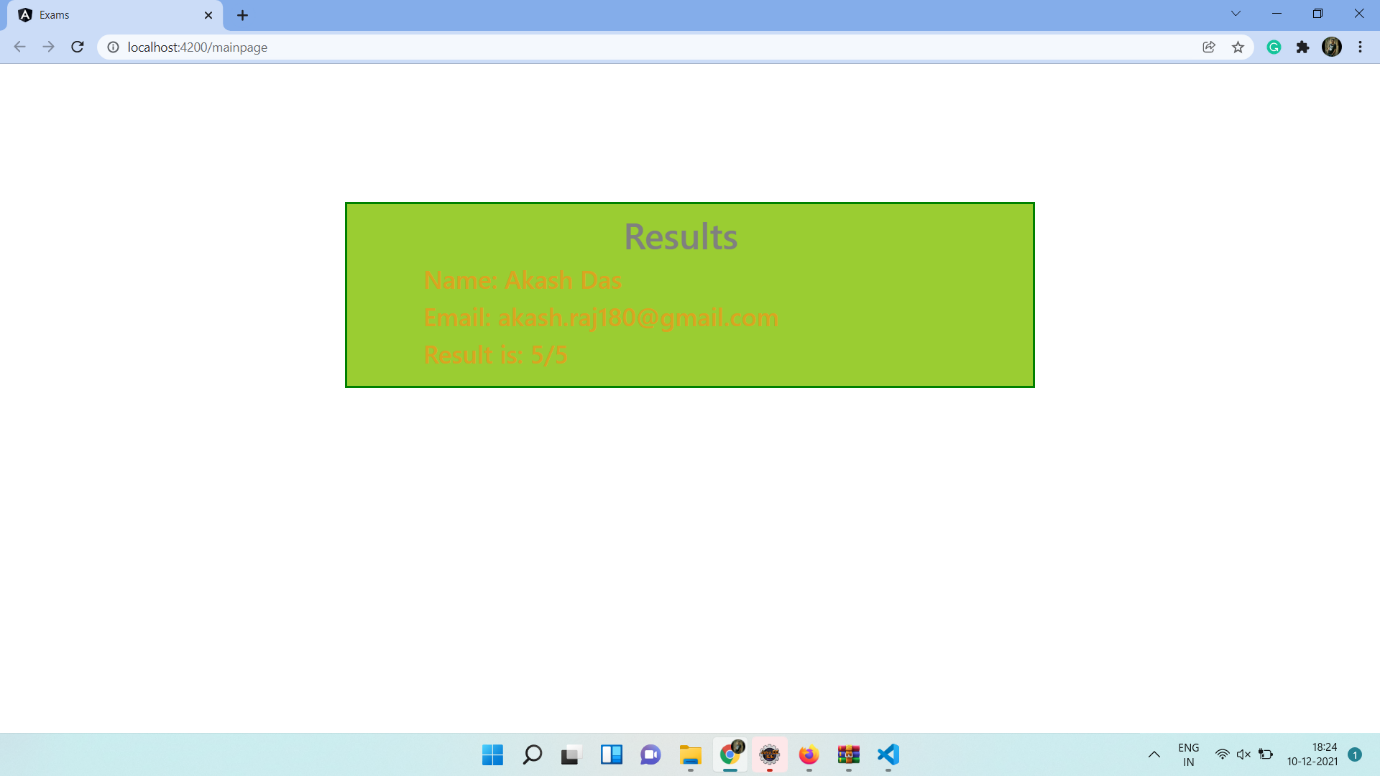 Exams
localhost:4200/mainpage
Results
Name: Akash Das
Email: akash.raj180@gmail.com
Result is: 5/5
ENG
IN
18:24
10-12-2021
1